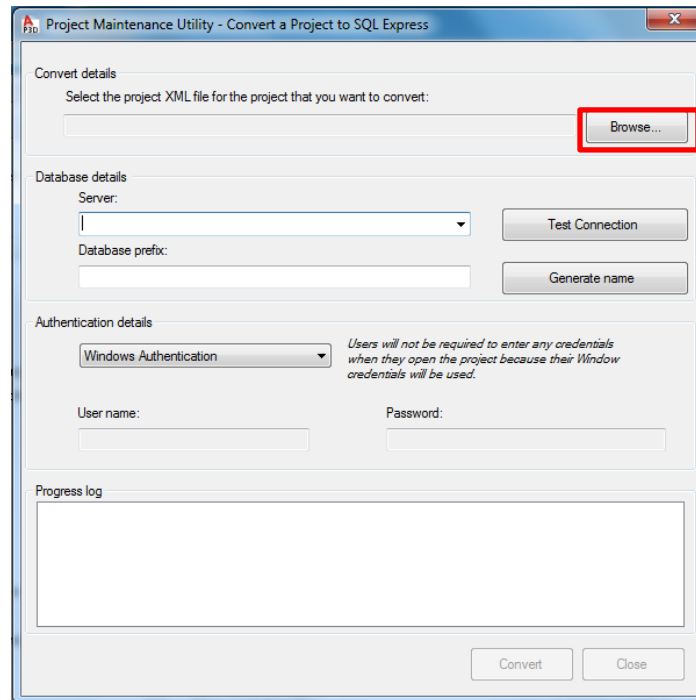 P3D
Project Maintenance Utility - Convert a Project to SQL Express
Convert details
Select the project XML file for the project that you want to convert:
Browse...
Database details
Server:
Test Connection
Database prefix:
Generate name
Authentication details
Windows Authentication
Users will not be required to enter any credentials
when they open the project because their Window
credentials will be used.
User name:
Password:
Progress log
Convert
Close